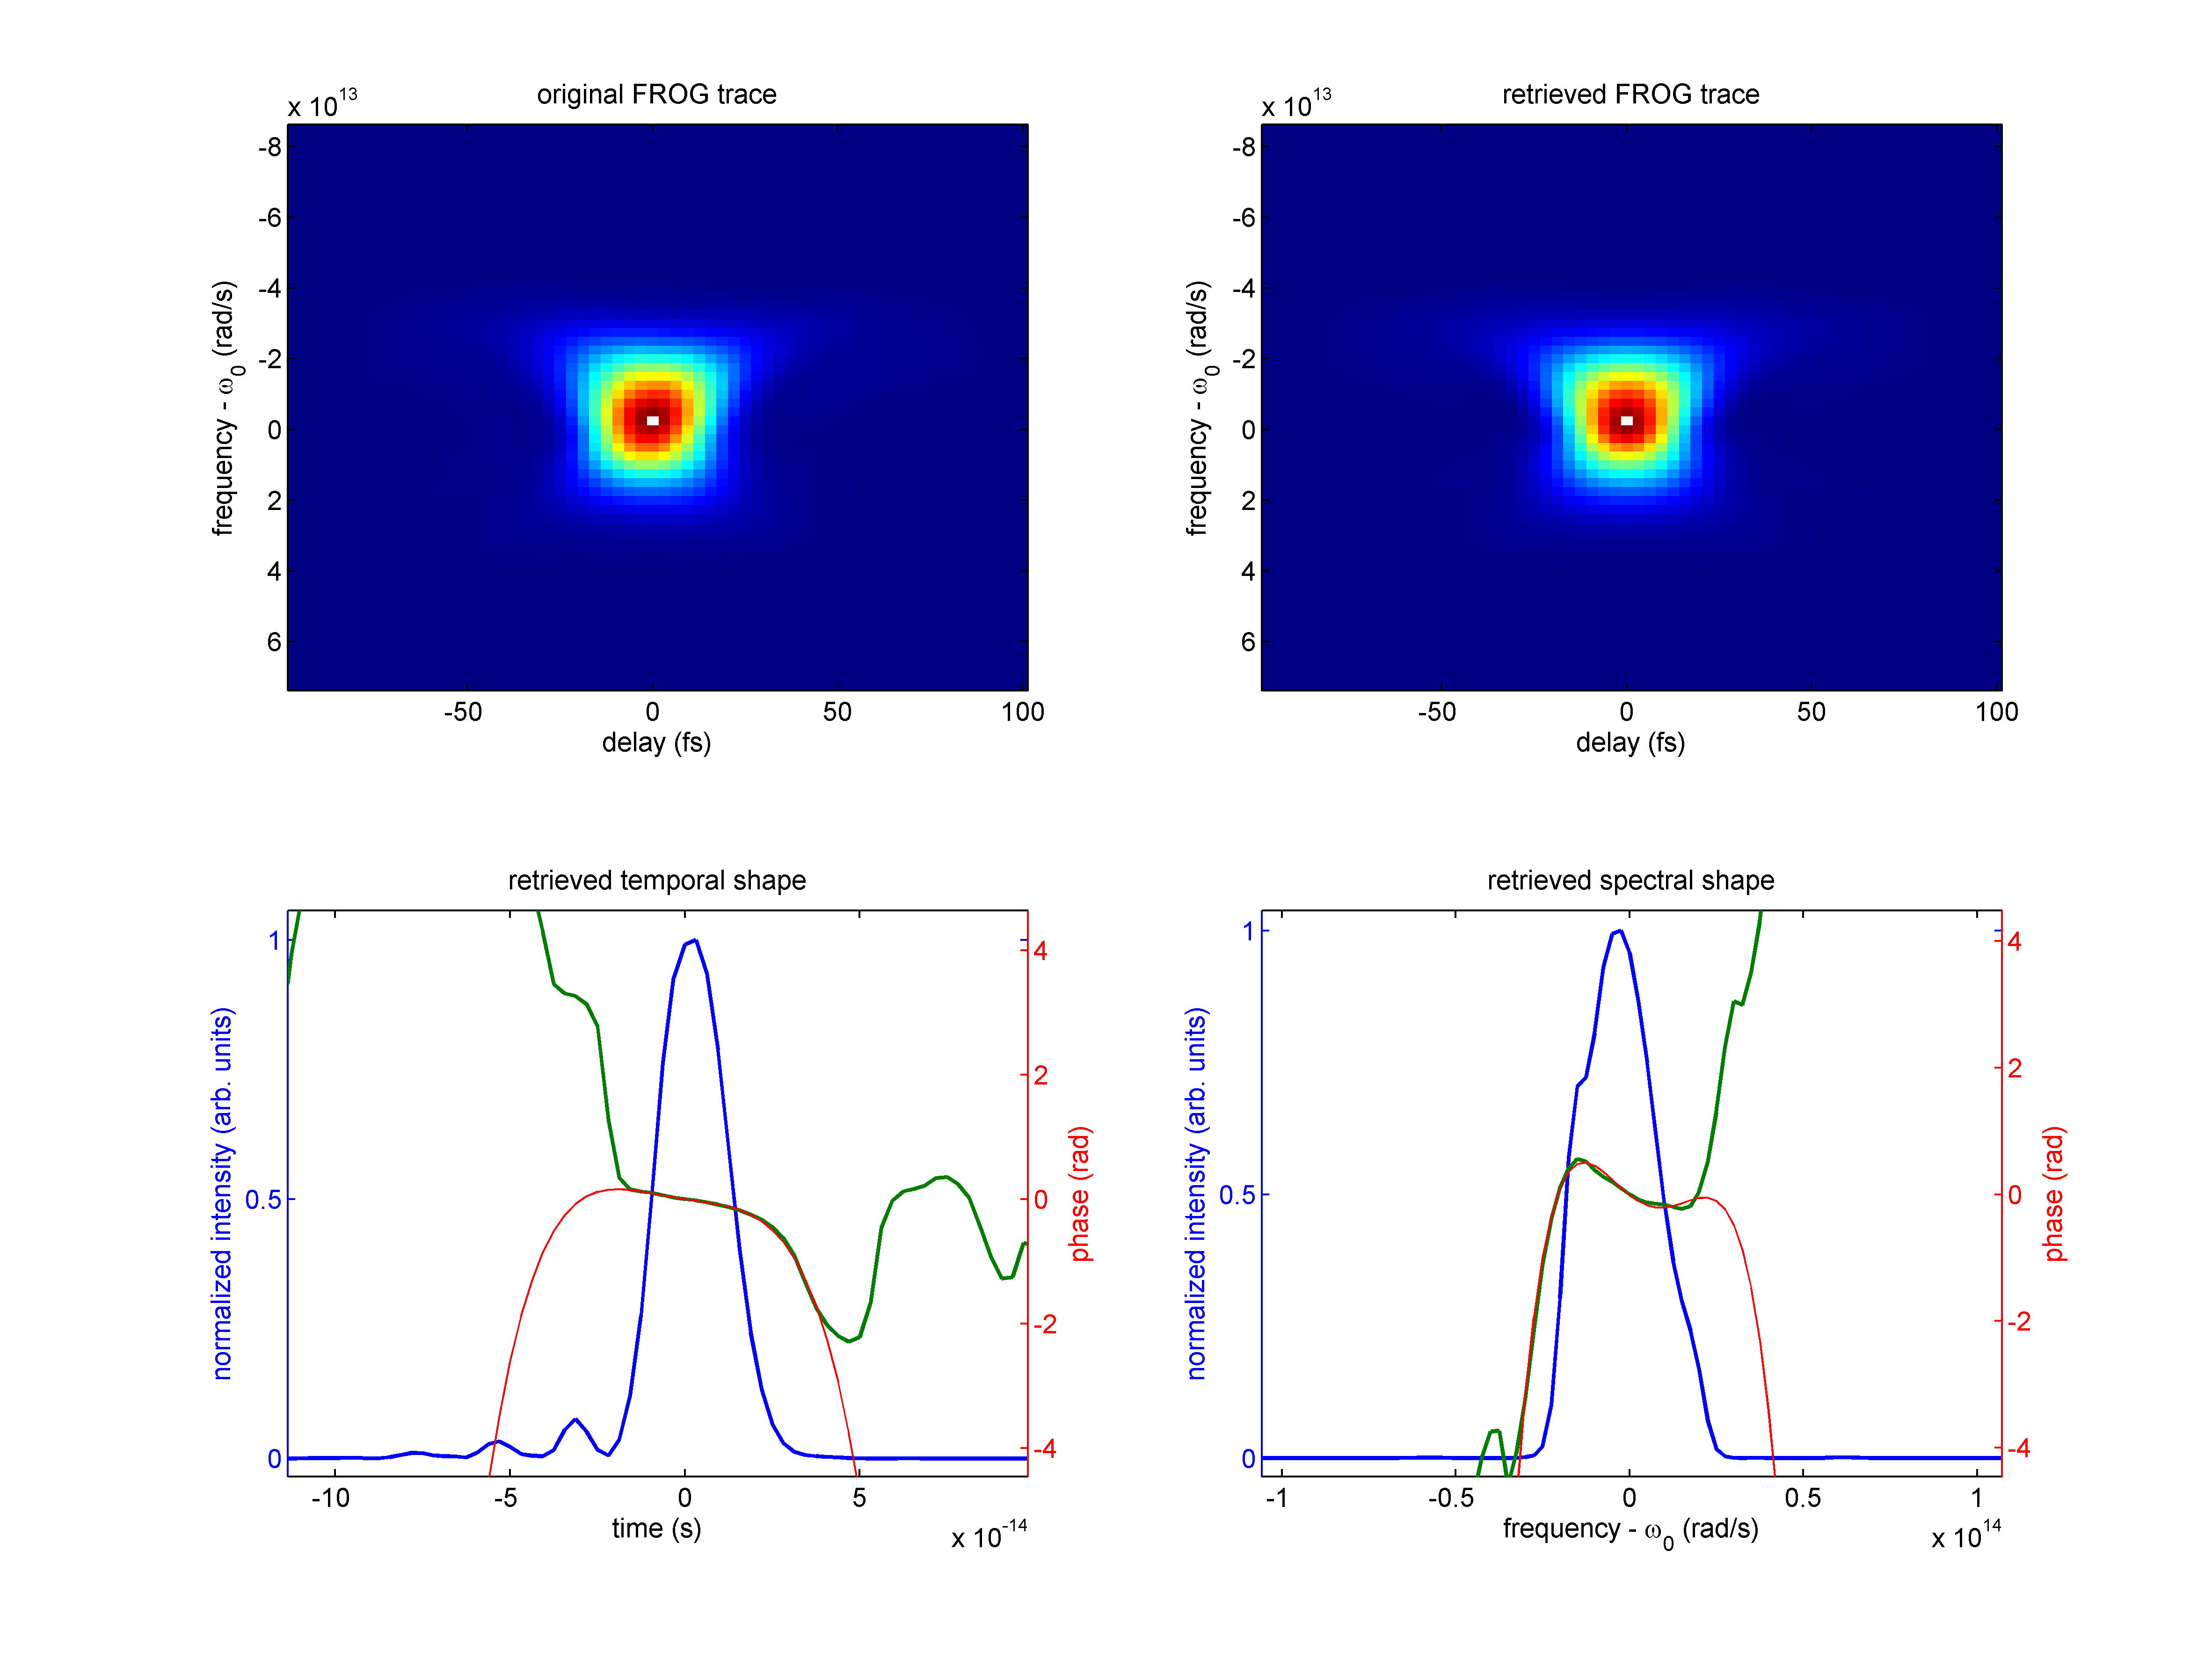 original FROG trace
x 10^13
-8
-6
-4
-2
0
2
4
6
frequency - ω_0 (rad/s)
-50
0
50
100
delay (fs)
retrieved FROG trace
x 10^13
-8
-6
-4
-2
0
2
4
6
frequency - ω_0 (rad/s)
-50
0
50
100
delay (fs)
retrieved temporal shape
1
0.5
0
normalized intensity (arb. units)
4
2
0
-2
-4
phase (rad)
-10
-5
0
5
time (s)
x 10^-14
retrieved spectral shape
1
0.5
0
normalized intensity (arb. units)
4
2
0
-2
-4
phase (rad)
-1
-0.5
0
0.5
1
frequency - ω_0 (rad/s)
x 10^14